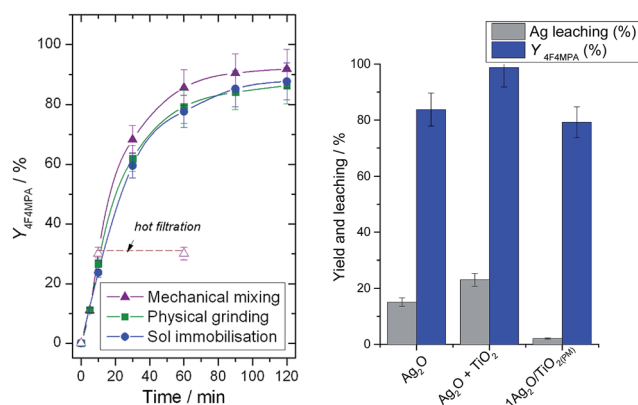 100
80
60
40
20
0
Y4F4MPA / %
hot filtration
Mechanical mixing
Physical grinding
Sol immobilisation
0 20 40 60 80 100 120
Time / min
Ag leaching (%)
Y 4F4MPA (%)
100
80
60
40
20
0
Yield and leaching / %
Ag2O
Ag2O + TiO2
1Ag2O/TiO2(PM)